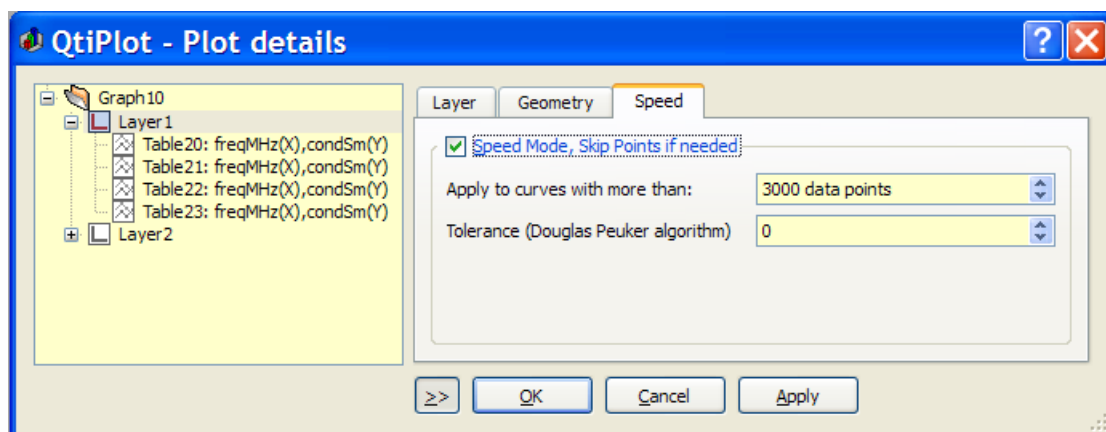 QtiPlot - Plot details
Graph10
Layer1
Table20: freqMHz(X),condSm(Y)
Table21: freqMHz(X),condSm(Y)
Table22: freqMHz(X),condSm(Y)
Table23: freqMHz(X),condSm(Y)
Layer2
Layer Geometry Speed
Speed Mode, Skip Points if needed
Apply to curves with more than: 3000 data points
Tolerance (Douglas Peuker algorithm) 0
>> OK Cancel Apply